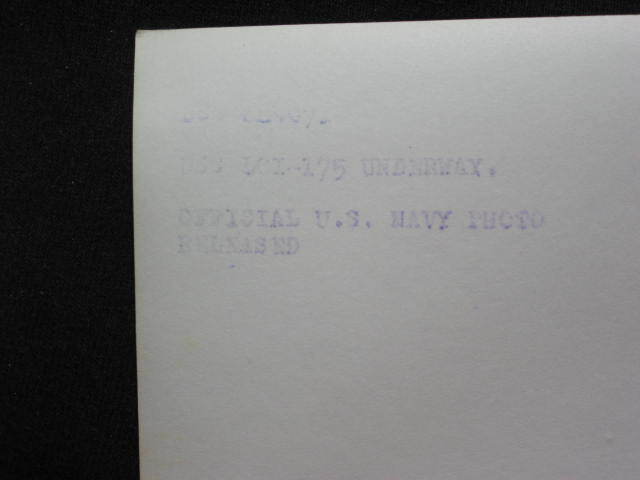 USS LCI-175 UNDERWAY.
OFFICIAL U.S. NAVY PHOTO
RELEASED